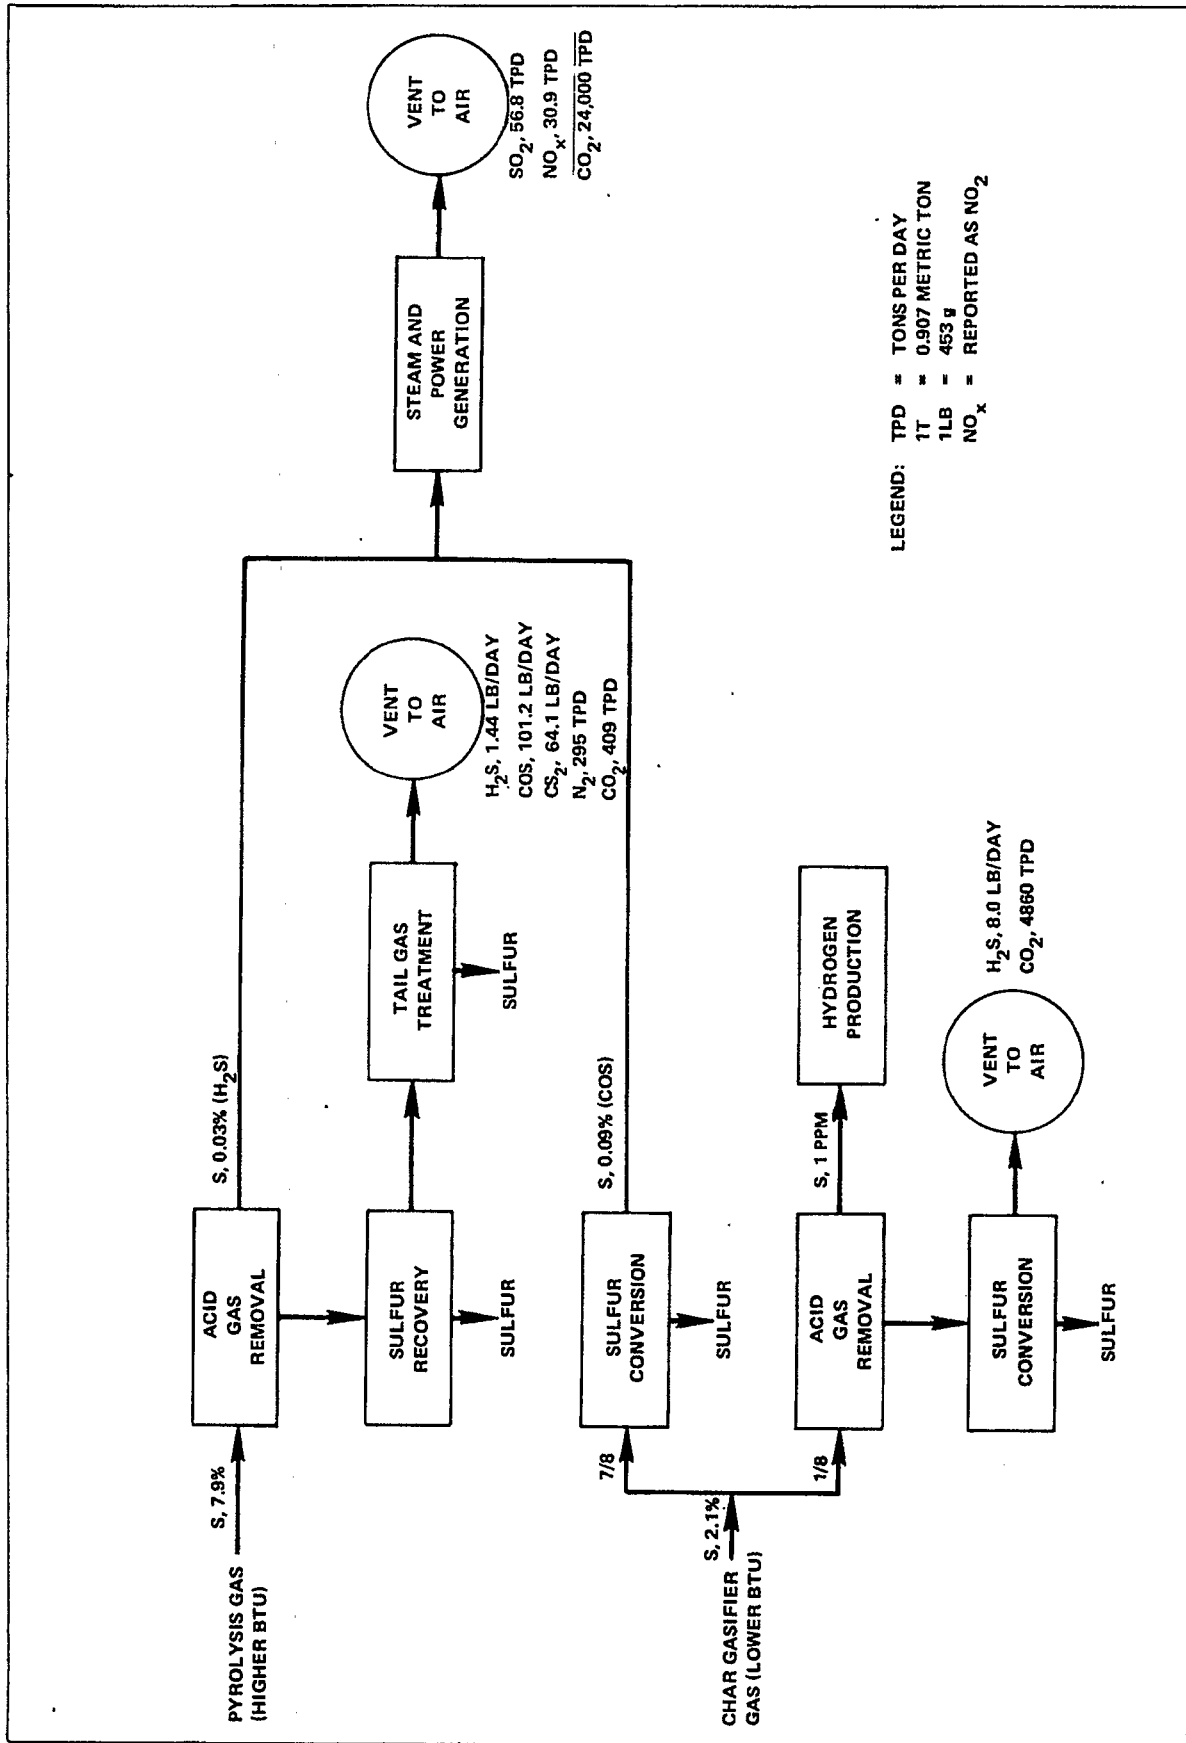 PYROLYSIS GAS
(HIGHER BTU)
S, 7.9%
ACID
GAS
REMOVAL
S, 0.03% (H2S)
SULFUR
RECOVERY
SULFUR
TAIL GAS
TREATMENT
SULFUR
VENT
TO
AIR
H2S, 1.44 LB/DAY
COS, 101.2 LB/DAY
CS2, 64.1 LB/DAY
N2, 295 TPD
CO2, 409 TPD
STEAM AND
POWER
GENERATION
VENT
TO
AIR
SO2, 56.8 TPD
NOx, 30.9 TPD
CO2, 24,000 TPD
CHAR GASIFIER
GAS (LOWER BTU)
S, 2.1%
7/8
SULFUR
CONVERSION
S, 0.09% (COS)
SULFUR
1/8
ACID
GAS
REMOVAL
S, 1 PPM
HYDROGEN
PRODUCTION
SULFUR
CONVERSION
SULFUR
VENT
TO
AIR
H2S, 8.0 LB/DAY
CO2, 4860 TPD
LEGEND: TPD = TONS PER DAY
1T = 0.907 METRIC TON
1LB = 453 g
NOx = REPORTED AS NO2